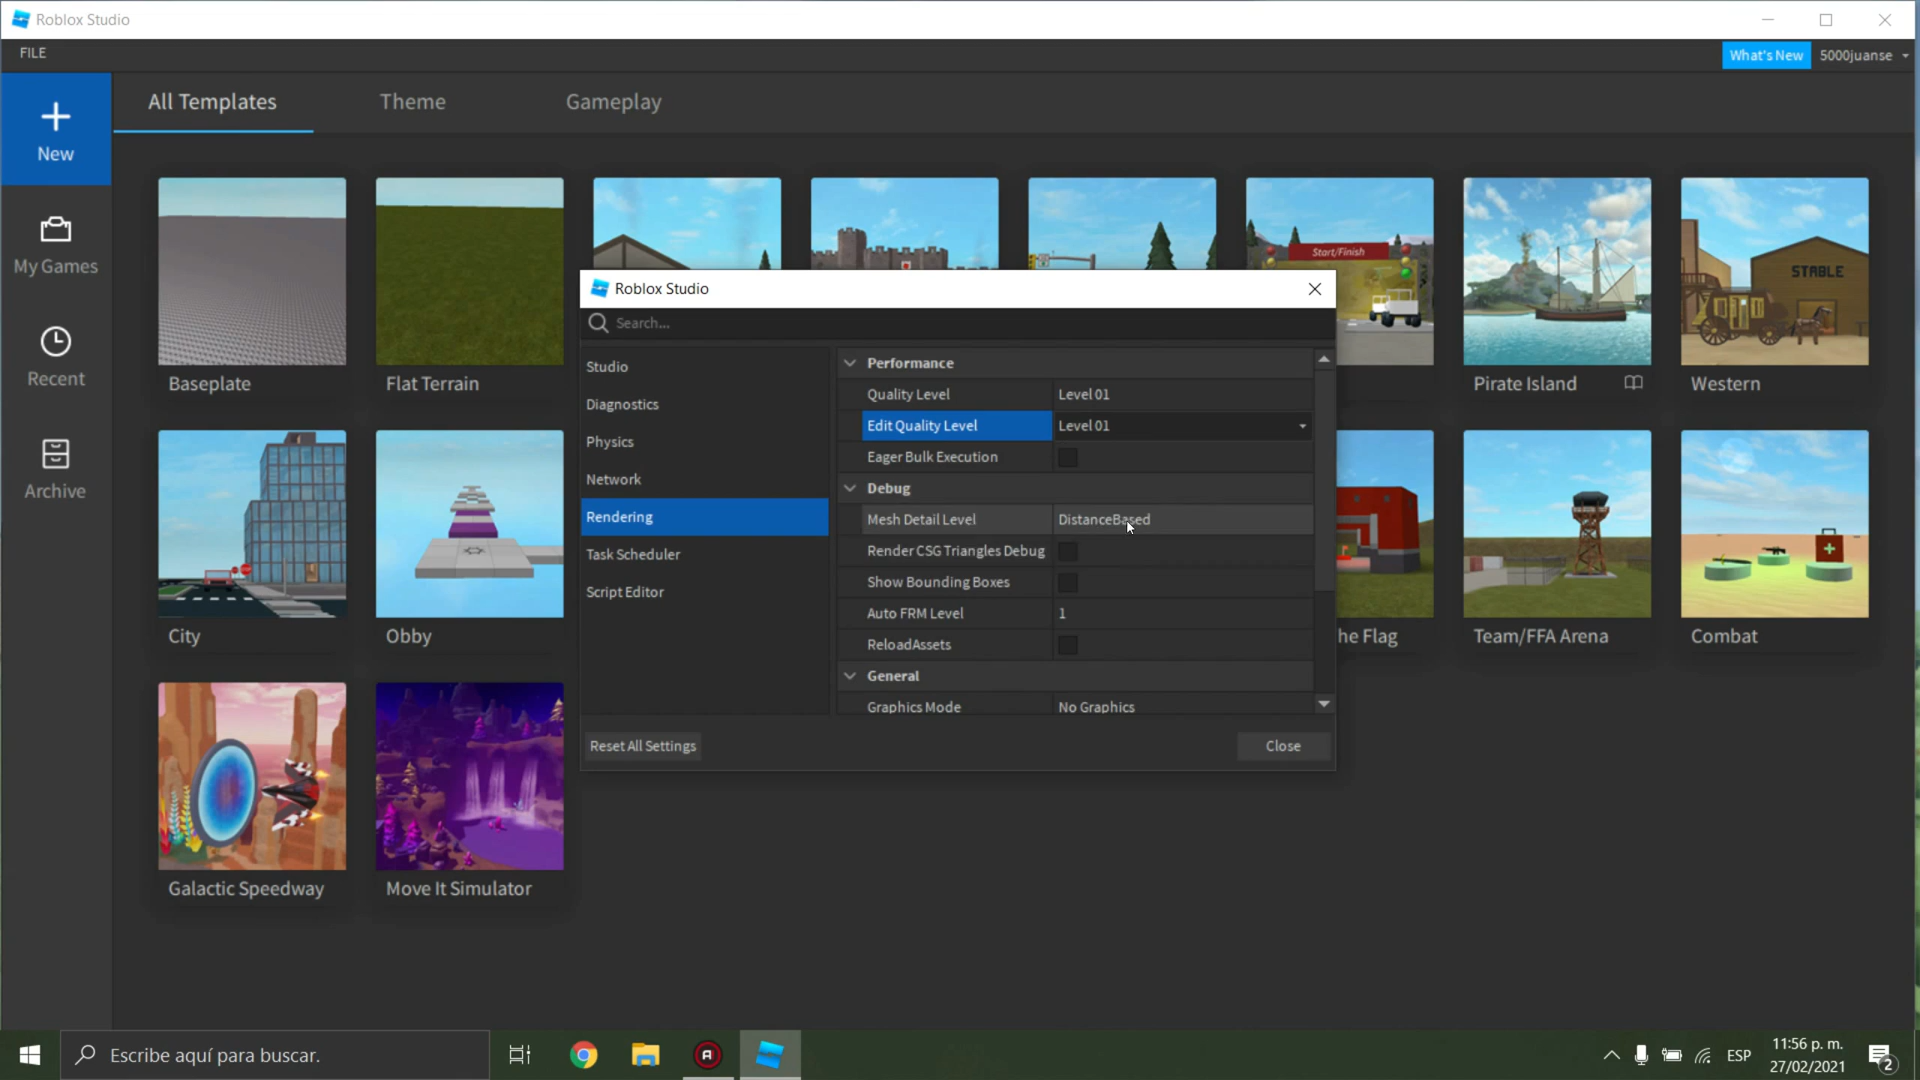 Roblox Studio
FILE
What's New
5000juanse
New
My Games
Recent
Archive
All Templates
Theme
Gameplay
Start/Finish
STABLE
Baseplate
Flat Terrain
Pirate Island
Western
City
Obby
he Flag
Team/FFA Arena
Combat
Galactic Speedway
Move It Simulator
Roblox Studio
Search...
Studio
Diagnostics
Physics
Network
Rendering
Task Scheduler
Script Editor
Performance
Quality Level Level 01
Edit Quality Level Level 01
Eager Bulk Execution
Debug
Mesh Detail Level DistanceBased
Render CSG Triangles Debug
Show Bounding Boxes
Auto FRM Level 1
ReloadAssets
General
Graphics Mode No Graphics
Reset All Settings
Close
Escribe aquí para buscar.
ESP
11:56 p. m.
27/02/2021
2